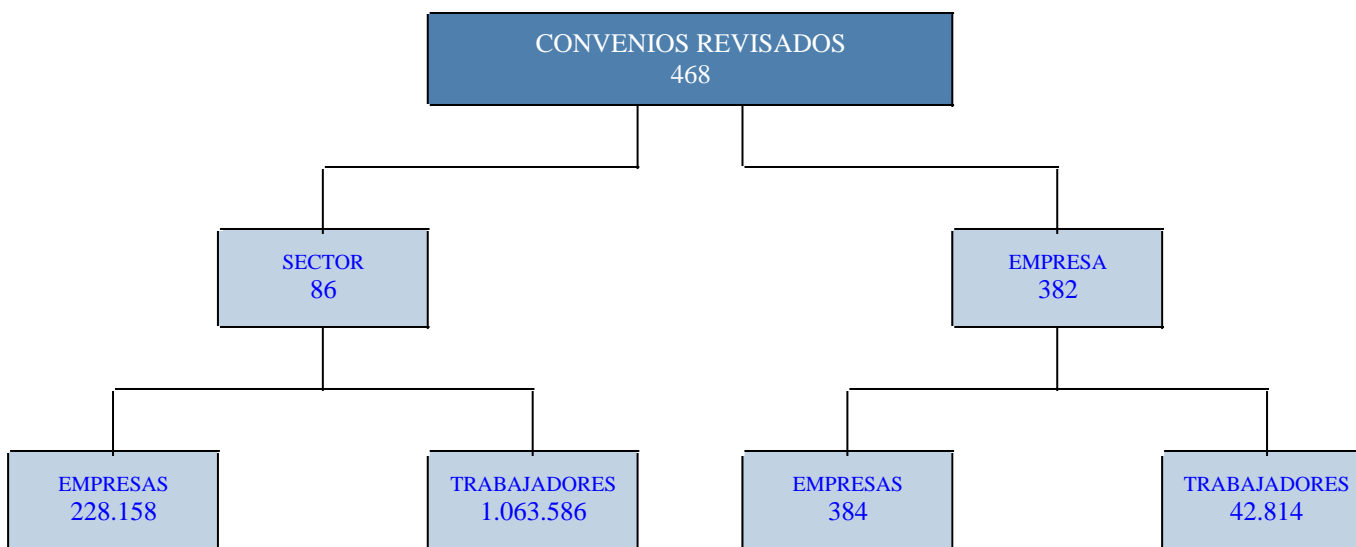 CONVENIOS REVISADOS
468
SECTOR
86
EMPRESA
382
EMPRESAS
228.158
TRABAJADORES
1.063.586
EMPRESAS
384
TRABAJADORES
42.814